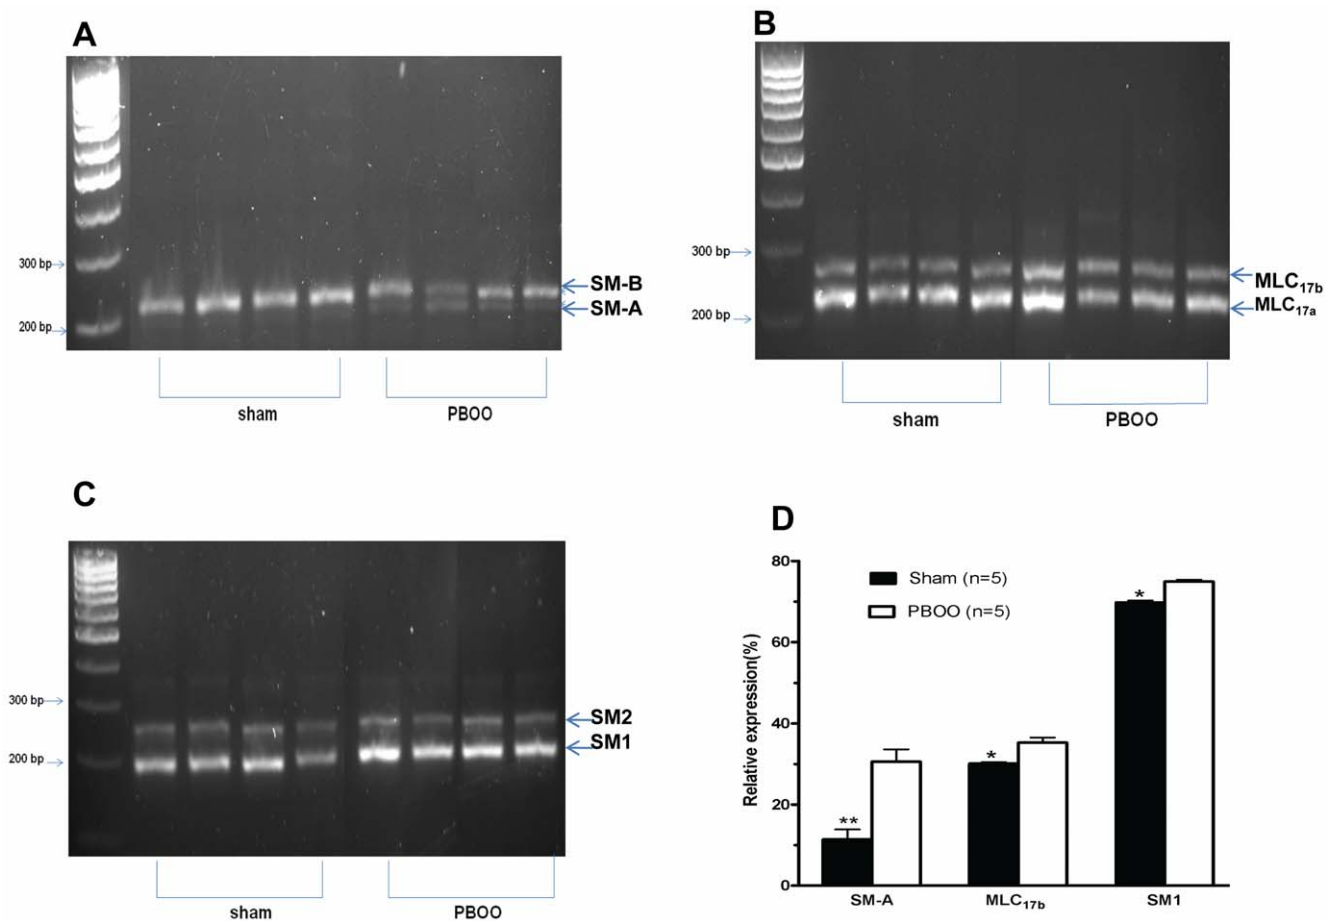 A
300 bp
200 bp
SM-B
SM-A
sham PBOO
B
300 bp
200 bp
MLC17b
MLC17a
sham PBOO
C
300 bp
200 bp
SM2
SM1
sham PBOO
D
Relative expression(%)
80
60
40
20
0
Sham (n=5)
PBOO (n=5)
**
*
*
SM-A MLC17b SM1